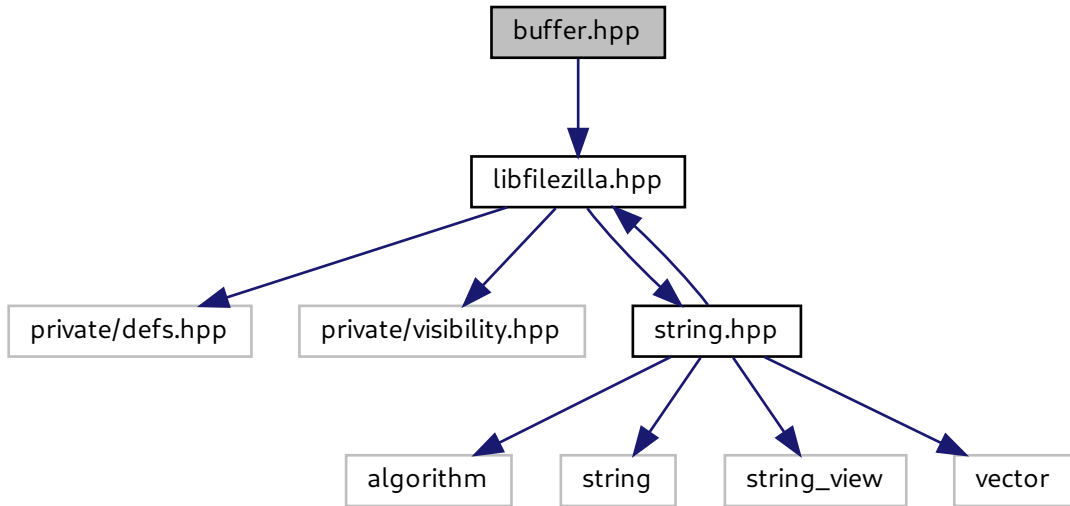 buffer.hpp
libfilezilla.hpp
private/defs.hpp
private/visibility.hpp
string.hpp
algorithm
string
string_view
vector